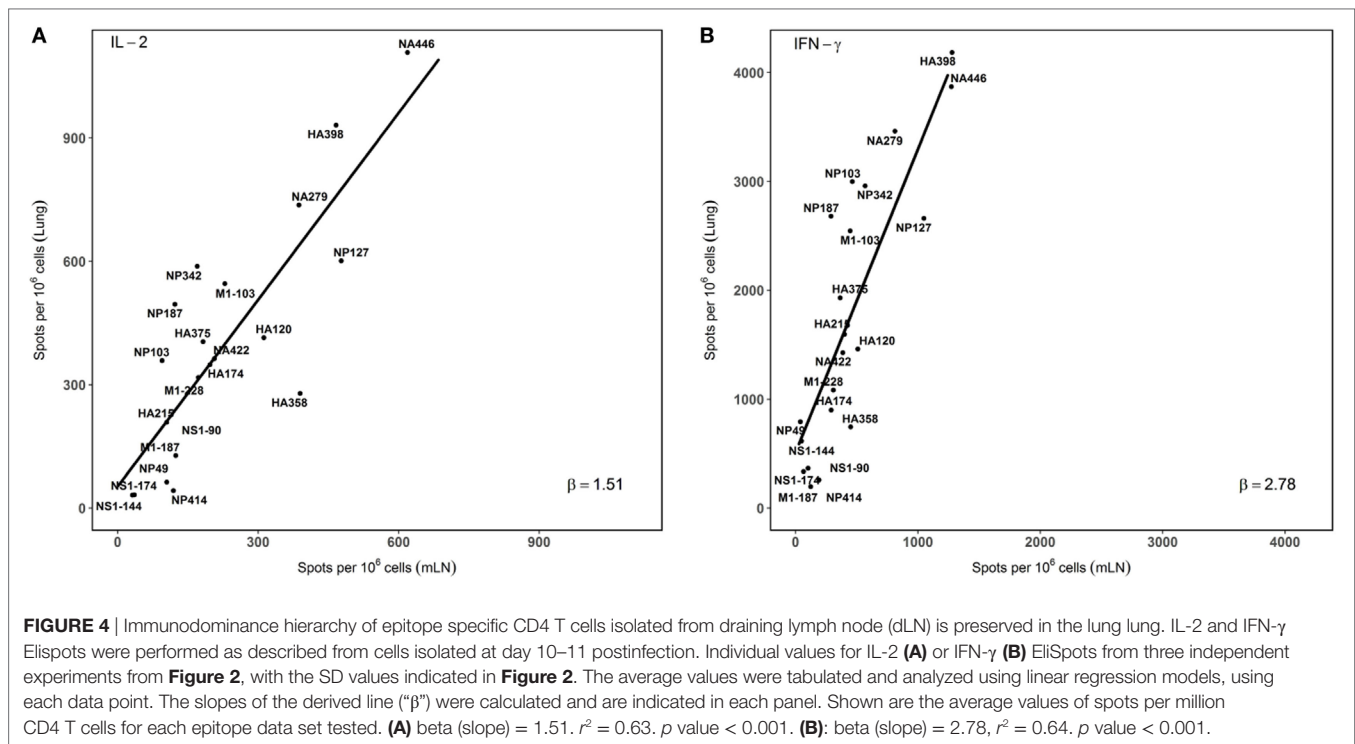 A
IL – 2
NA446
HA398
NA279
NP127
NP342
M1-103
NP187
HA375
HA120
NP103
NA422
HA174
M1-228
HA358
HA215
NS1-90
M1-187
NP49
NS1-174
NP414
NS1-144
β = 1.51
900
600
300
0
0
300
600
900
Spots per 10⁶ cells (Lung)
Spots per 10⁶ cells (mLN)
B
IFN – γ
HA398
NA446
NA279
NP103
NP342
NP187
NP127
M1-103
HA375
HA215
HA120
NA422
M1-228
HA174
HA358
NP49
NS1-144
NS1-90
NS1-174
M1-187
NP414
β = 2.78
4000
3000
2000
1000
0
0
1000
2000
3000
4000
Spots per 10⁶ cells (Lung)
Spots per 10⁶ cells (mLN)
FIGURE 4 | Immunodominance hierarchy of epitope specific CD4 T cells isolated from draining lymph node (dLN) is preserved in the lung lung. IL-2 and IFN-γ
Elispots were performed as described from cells isolated at day 10–11 postinfection. Individual values for IL-2 (A) or IFN-γ (B) EliSpots from three independent
experiments from Figure 2, with the SD values indicated in Figure 2. The average values were tabulated and analyzed using linear regression models, using
each data point. The slopes of the derived line (“β”) were calculated and are indicated in each panel. Shown are the average values of spots per million
CD4 T cells for each epitope data set tested. (A) beta (slope) = 1.51. r² = 0.63. p value < 0.001. (B): beta (slope) = 2.78, r² = 0.64. p value < 0.001.